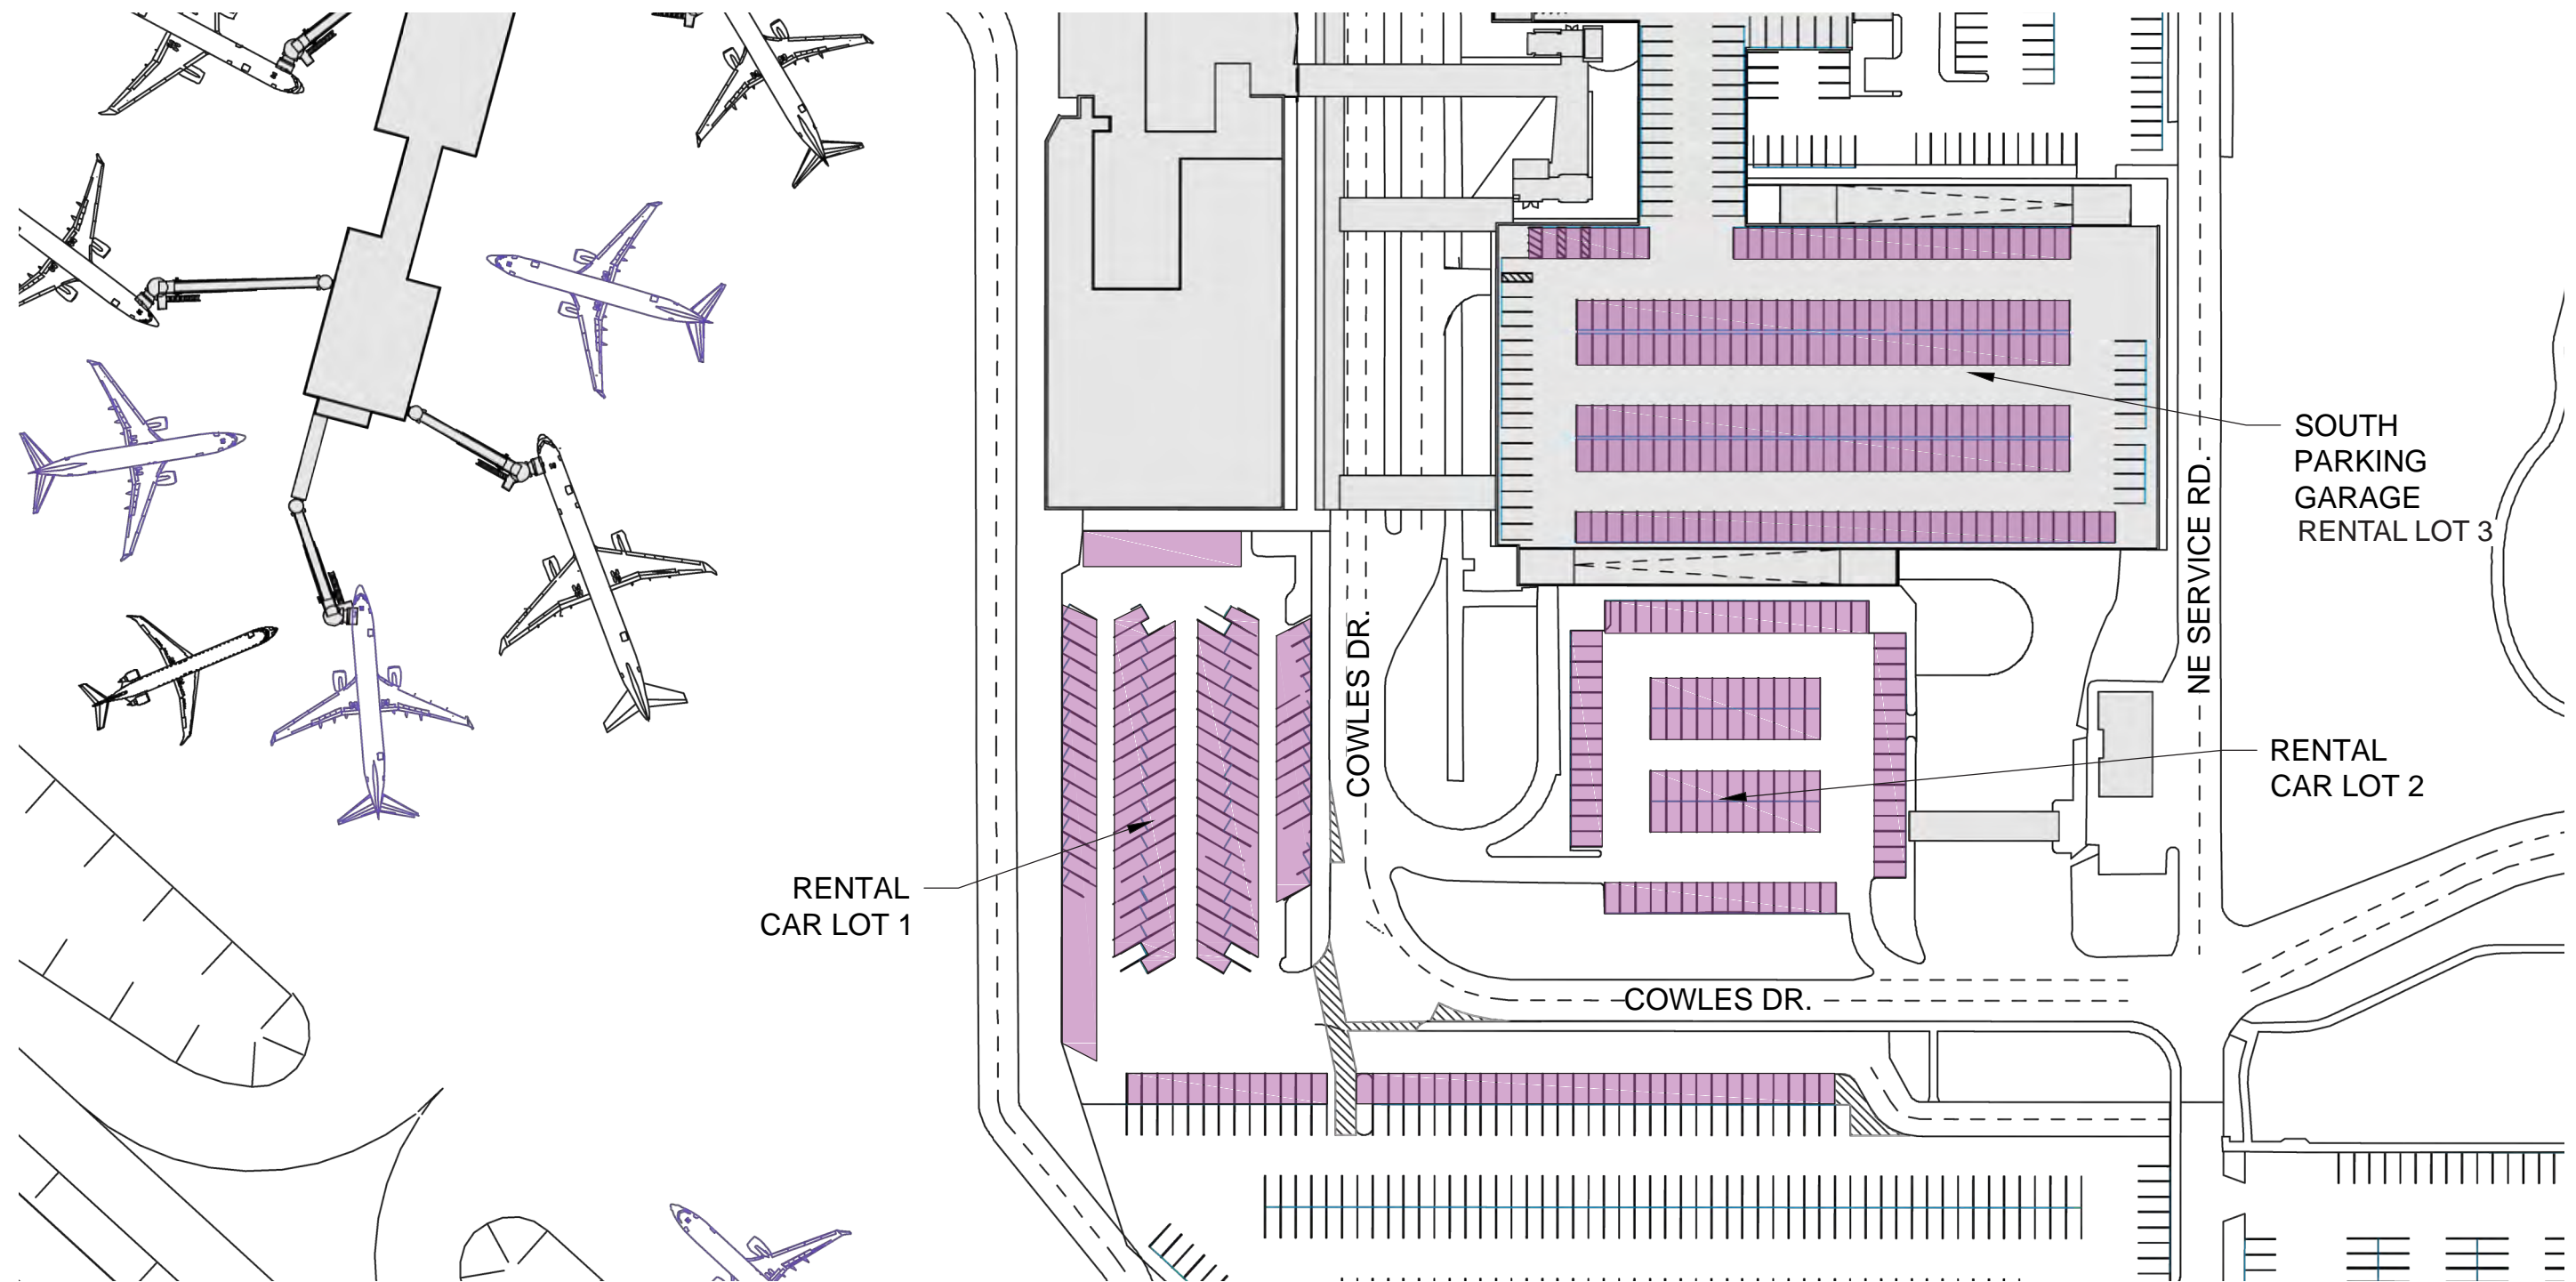 SOUTH
PARKING
GARAGE
RENTAL LOT 3
NE SERVICE RD.
COWLES DR.
RENTAL
CAR LOT 2
RENTAL
CAR LOT 1
COWLES DR.